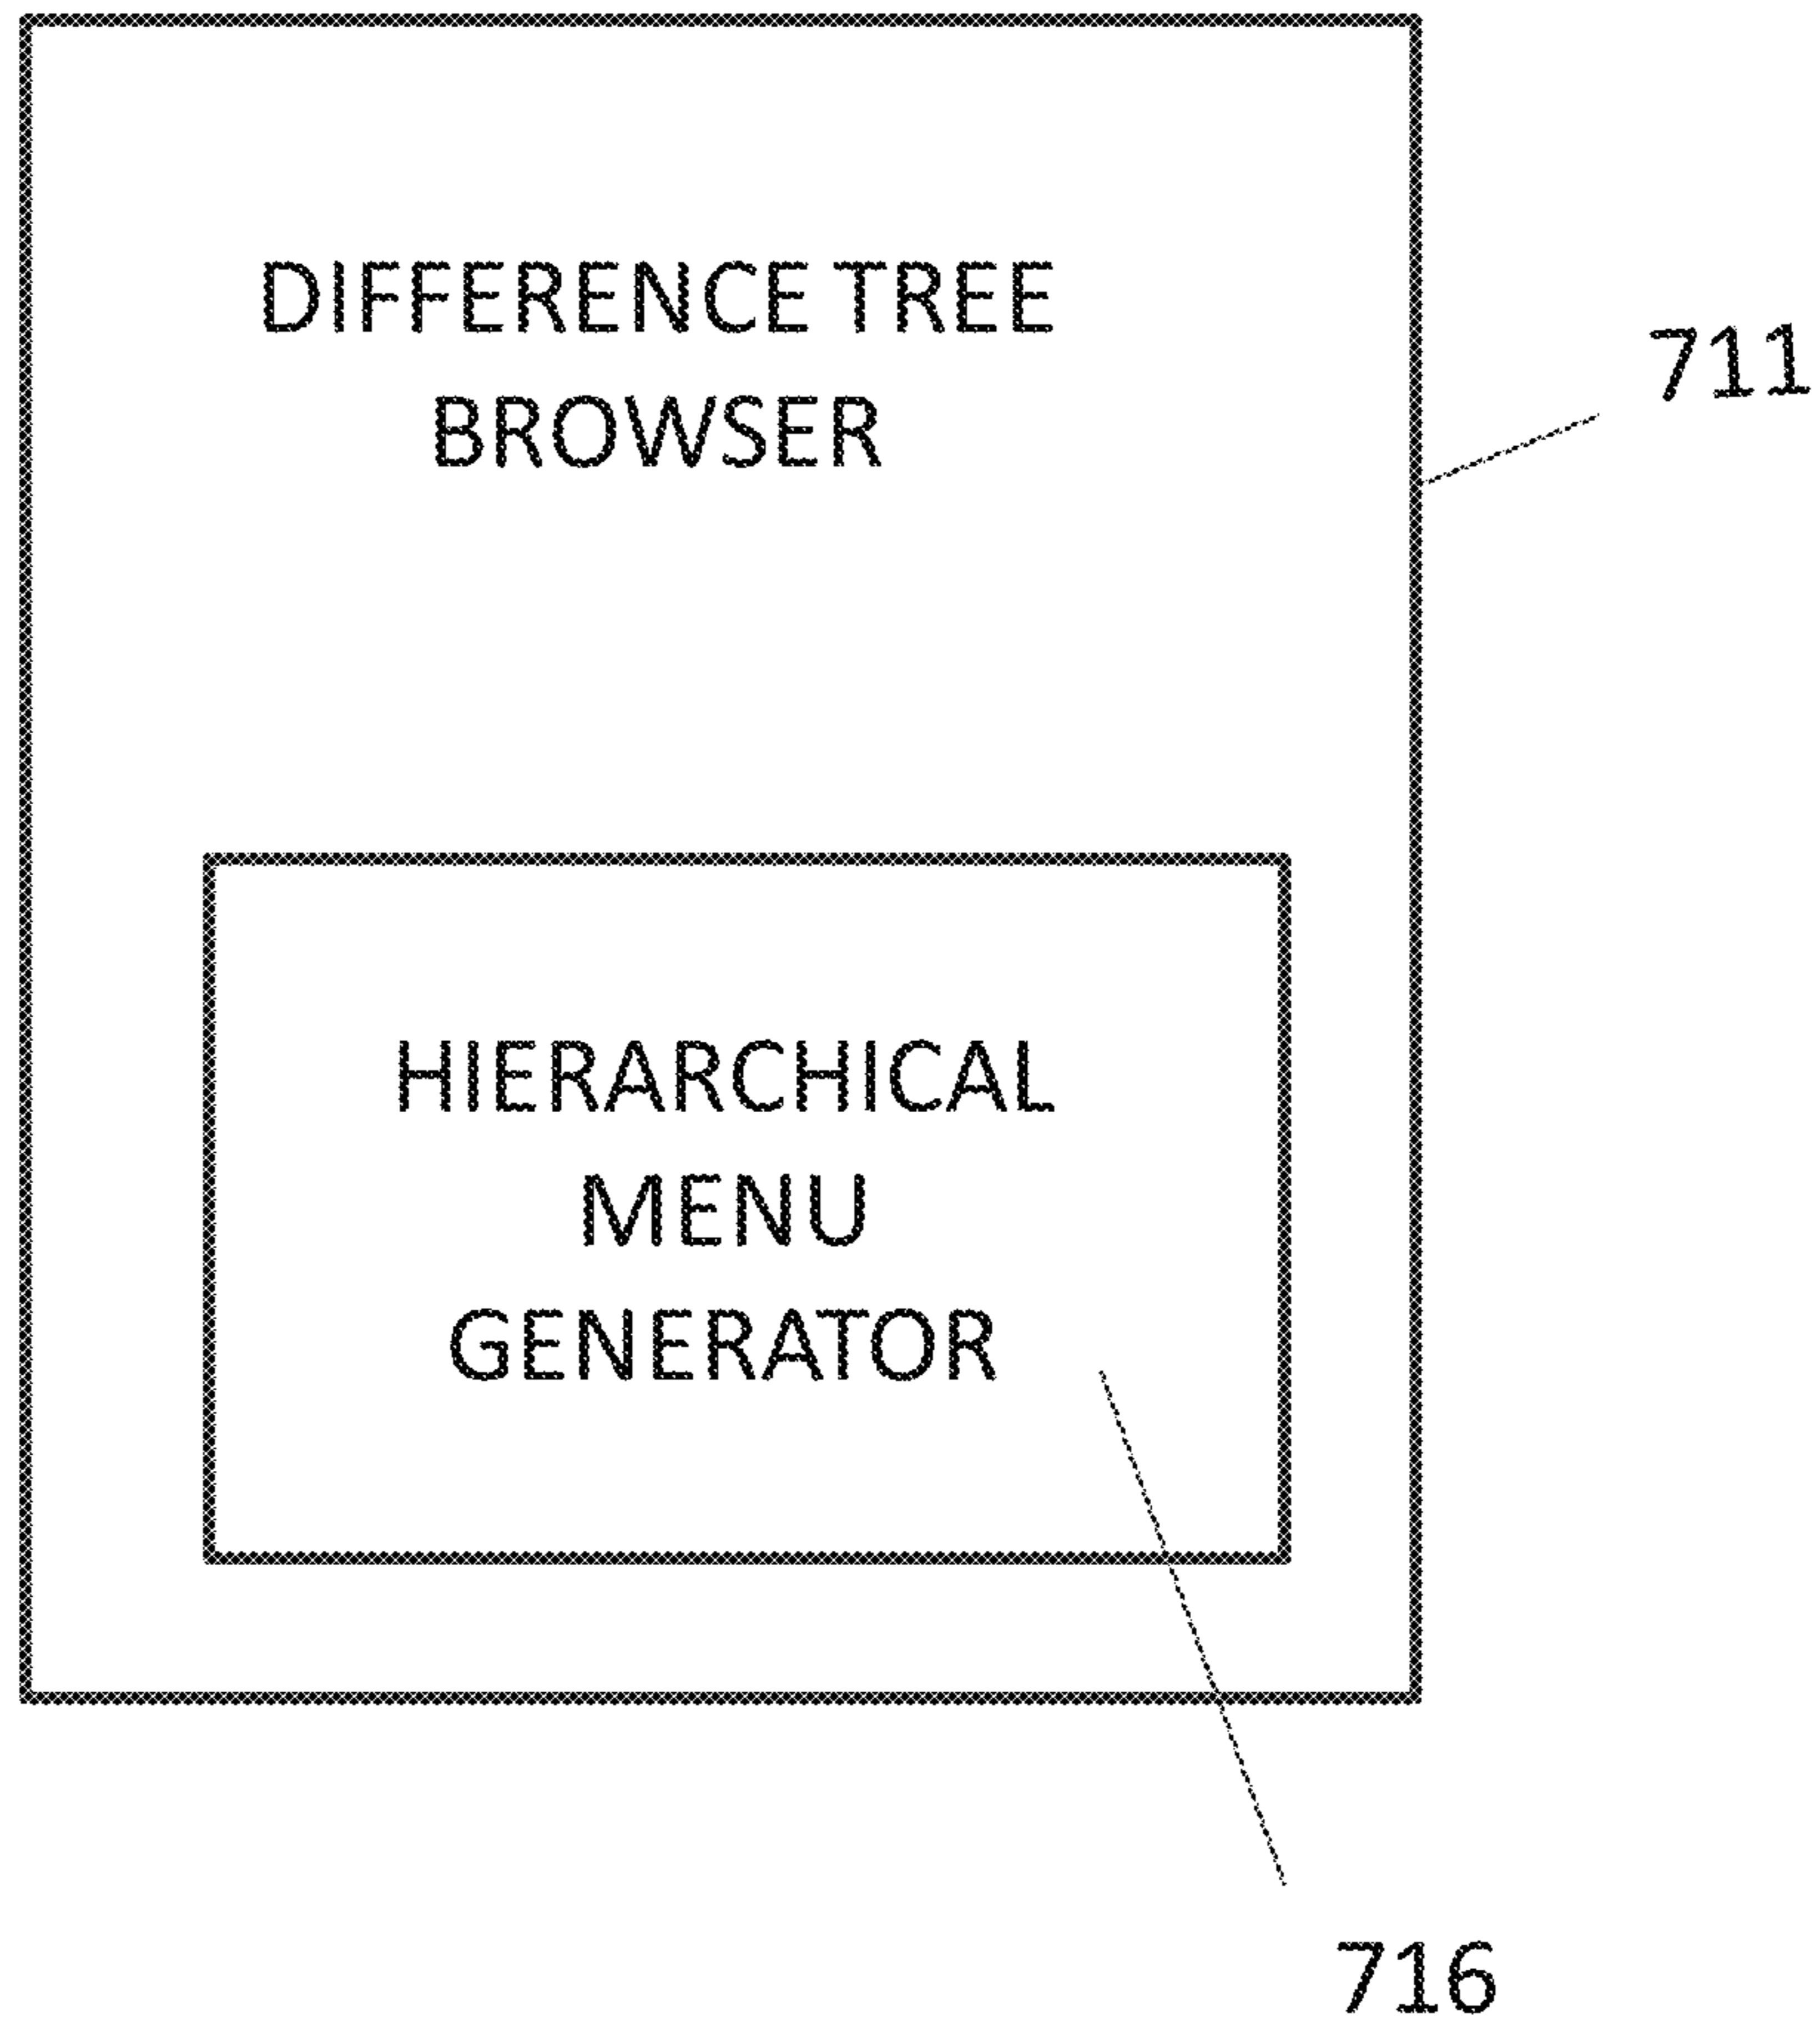 DIFFERENCE TREE
BROWSER
711
HIERARCHICAL
MENU
GENERATOR
716